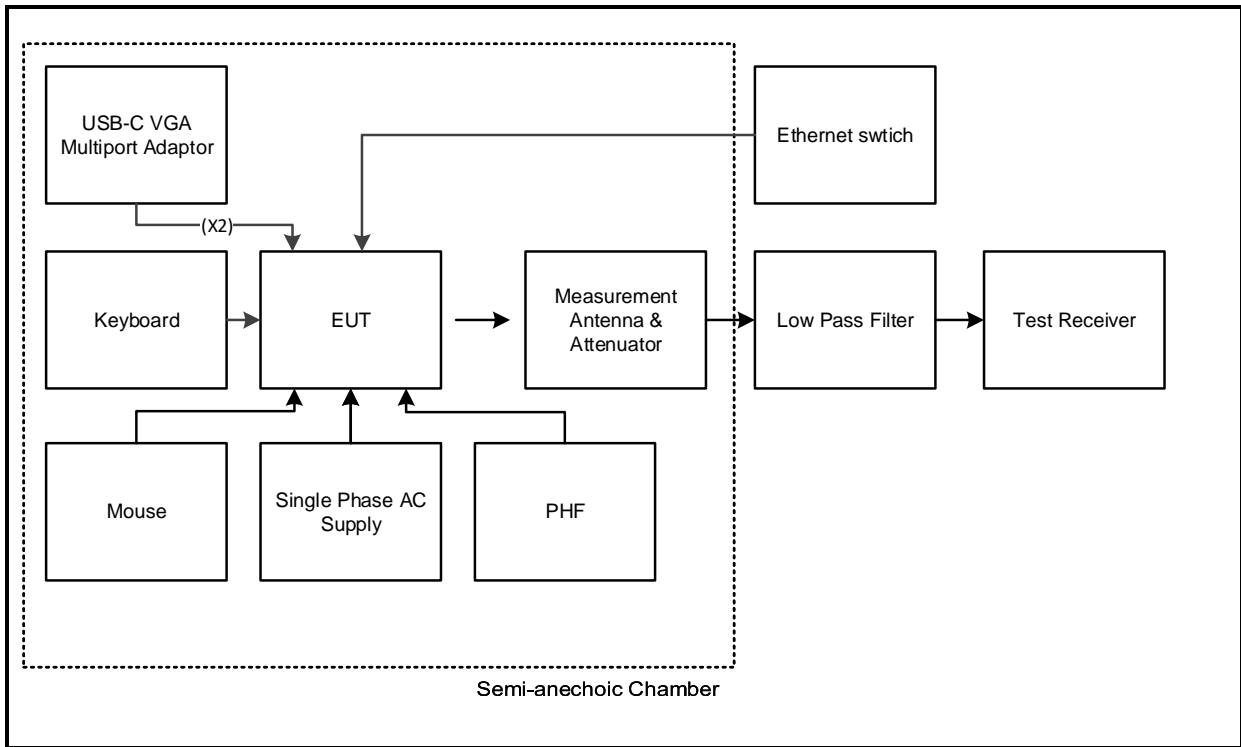 USB-C VGA
Multiport Adaptor
Ethernet swtich
(X2)
Keyboard
EUT
Measurement
Antenna &
Attenuator
Low Pass Filter
Test Receiver
Mouse
Single Phase AC
Supply
PHF
Semi-anechoic Chamber